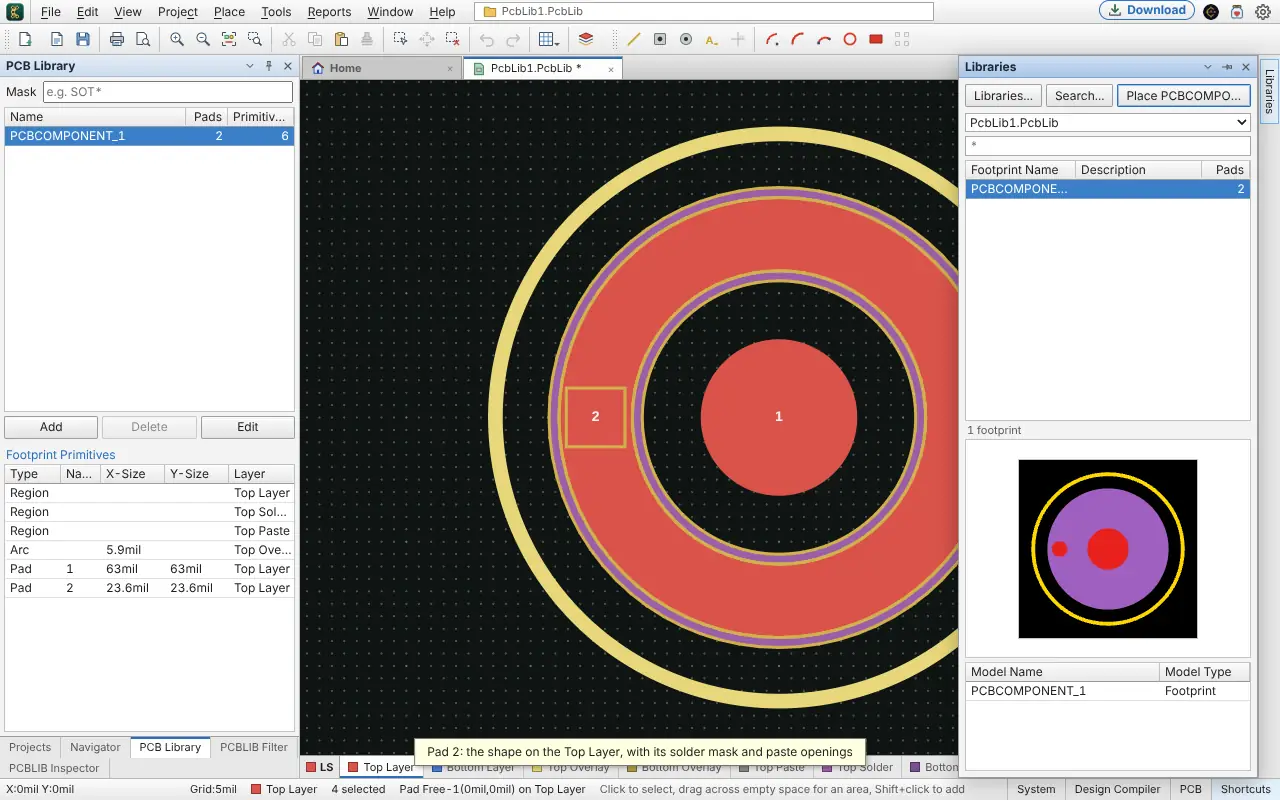 File Edit View Project Place Tools Reports Window Help PcbLib1.PcbLib Download
PCB Library
Home
PcbLib1.PcbLib *
Libraries
Libraries
Mask e.g. SOT*
Libraries... Search... Place PCBCOMPO...
Name Pads Primitiv...
PCBCOMPONENT_1 2 6
PcbLib1.PcbLib
*
Footprint Name Description Pads
PCBCOMPONE... 2
2
1
Add Delete Edit
1 footprint
Footprint Primitives
Type Na... X-Size Y-Size Layer
Region Top Layer
Region Top Sol...
Region Top Paste
Arc 5.9mil Top Ove...
Pad 1 63mil 63mil Top Layer
Pad 2 23.6mil 23.6mil Top Layer
Model Name Model Type
PCBCOMPONENT_1 Footprint
Projects Navigator PCB Library PCBLIB Filter
PCBLIB Inspector
Pad 2: the shape on the Top Layer, with its solder mask and paste openings
LS Top Layer Bottom Layer Top Overlay Bottom Overlay Top Paste Top Solder Botton
X:0mil Y:0mil Grid:5mil Top Layer 4 selected Pad Free-1(0mil,0mil) on Top Layer Click to select, drag across empty space for an area, Shift+click to add System Design Compiler PCB Shortcuts